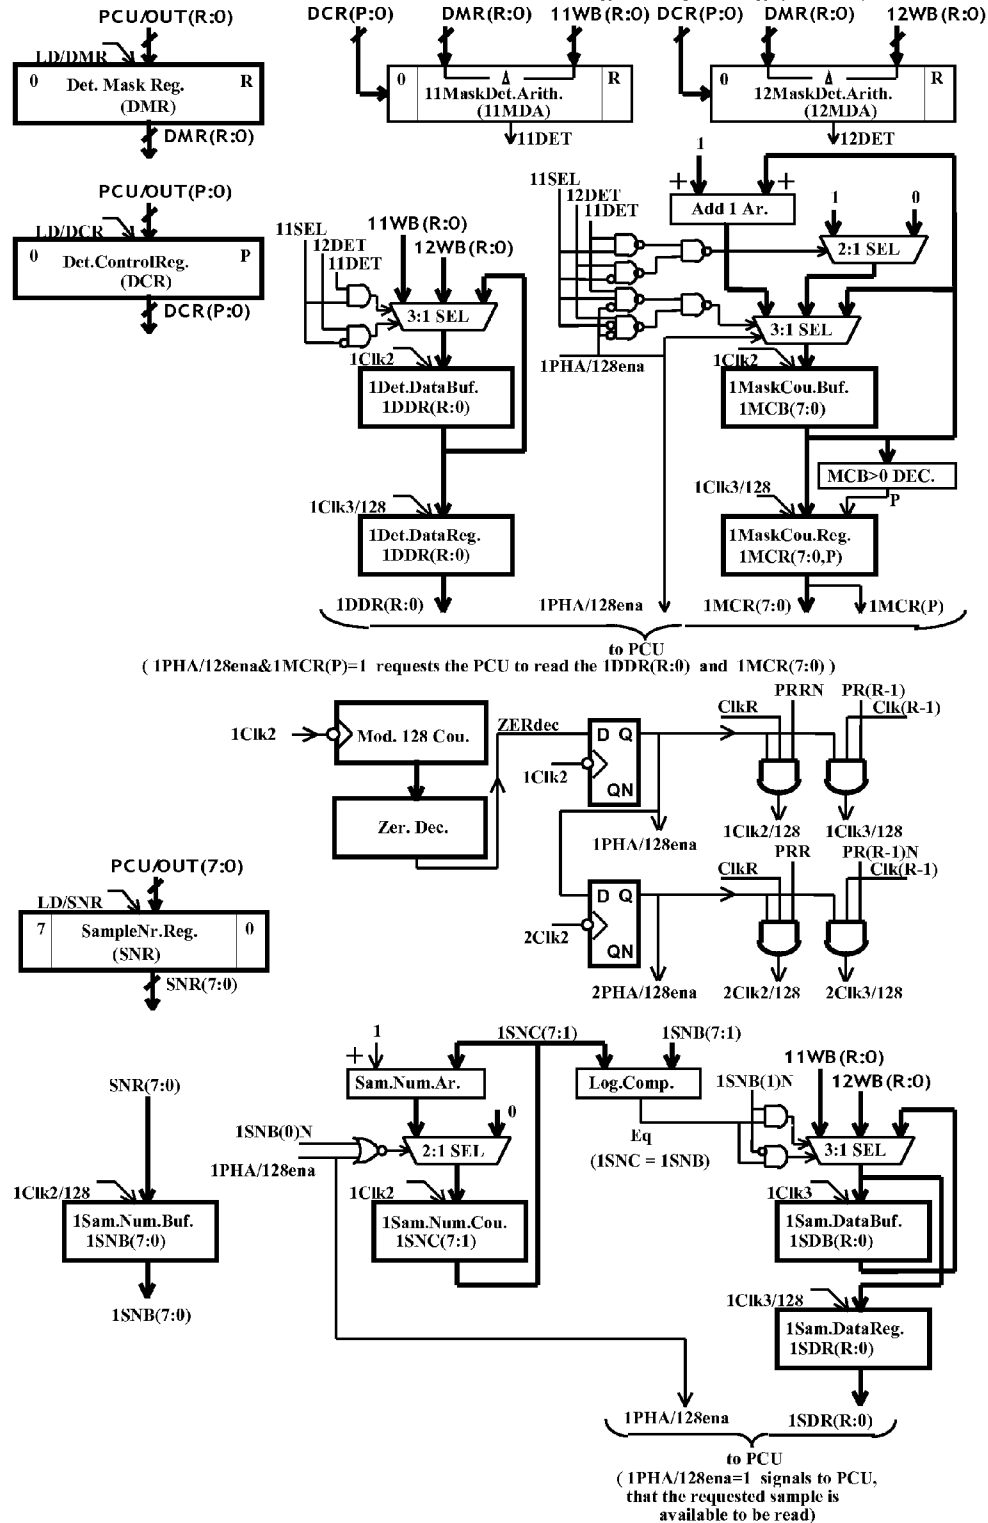 PCU/OUT(R:0)
LD/DMR 1
0 Det. Mask Reg. R
(DMR)
DMR(R:0)
DCR(P:0) DMR(R:0) 11WB(R:0)
0 Δ R
11MaskDet.Arith.
(11MDA)
11DET
DCR(P:0) DMR(R:0) 12WB(R:0)
0 Δ R
12MaskDet.Arith.
(12MDA)
12DET
PCU/OUT(P:0)
LD/DCR 1
0 Det.ControlReg. P
(DCR)
DCR(P:0)
11SEL
12DET
11DET
11WB(R:0)
12WB(R:0)
3:1 SEL
1Clk2
1Det.DataBuf.
1DDR(R:0)
1Clk3/128
1Det.DataReg.
1DDR(R:0)
11SEL
12DET
11DET
1
+ +
Add 1 Ar.
1 0
2:1 SEL
3:1 SEL
1PHA/128ena
1Clk2
1MaskCou.Buf.
1MCB(7:0)
MCB>0 DEC.
P
1Clk3/128
1MaskCou.Reg.
1MCR(7:0,P)
1DDR(R:0) 1PHA/128ena 1MCR(7:0) 1MCR(P)
to PCU
( 1PHA/128ena&1MCR(P)=1 requests the PCU to read the 1DDR(R:0) and 1MCR(7:0) )
1Clk2
Mod. 128 Cou.
Zer. Dec.
ZERdec
D Q
1Clk2
QN
1PHA/128ena
PRRN PR(R-1)
ClkR Clk(R-1)
1Clk2/128 1Clk3/128
PRR PR(R-1)N
ClkR Clk(R-1)
D Q
2Clk2
QN
2PHA/128ena 2Clk2/128 2Clk3/128
PCU/OUT(7:0)
LD/SNR
7 SampleNr.Reg. 0
(SNR)
SNR(7:0)
SNR(7:0)
1Clk2/128
1Sam.Num.Buf.
1SNB(7:0)
1SNB(7:0)
1
+
1SNC(7:1) 1SNB(7:1)
Sam.Num.Ar.
Log.Comp.
0
1SNB(0)N
1PHA/128ena
2:1 SEL
Eq
(1SNC = 1SNB)
1Clk2
1Sam.Num.Cou.
1SNC(7:1)
11WB(R:0)
1SNB(1)N 12WB(R:0)
3:1 SEL
1Clk3
1Sam.DataBuf.
1SDB(R:0)
1Clk3/128
1Sam.DataReg.
1SDR(R:0)
1PHA/128ena 1SDR(R:0)
to PCU
( 1PHA/128ena=1 signals to PCU,
that the requested sample is
available to be read)